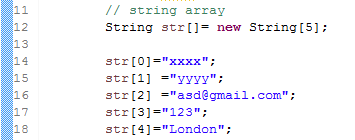 11 // string array
12 String str[]= new String[5];
13
14 str[0]="xxxx";
15 str[1] ="yyyy";
16 str[2] ="asd@gmail.com";
17 str[3]="123";
18 str[4]="London";